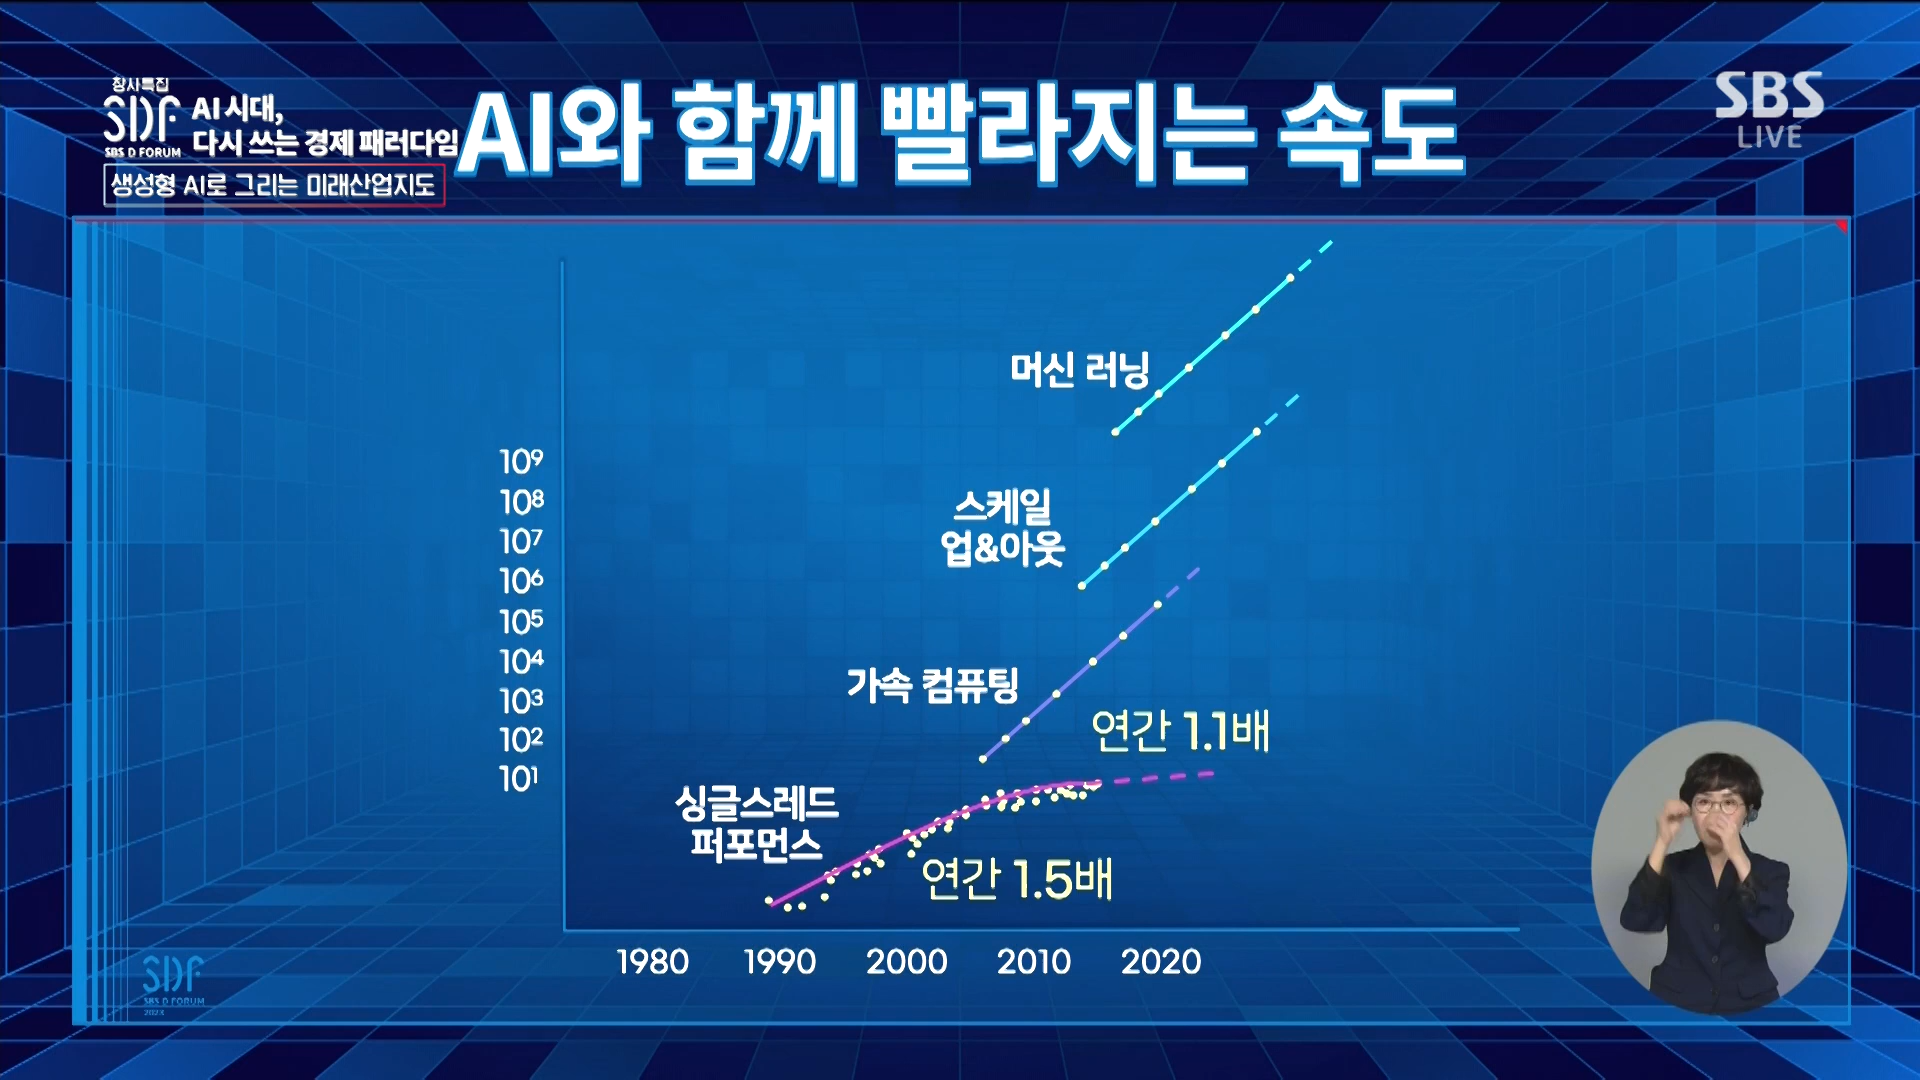 창사특집
SDF
SBS D FORUM
AI 시대,
다시 쓰는 경제 패러다임
생성형 AI로 그리는 미래산업지도
AI와 함께 빨라지는 속도
SBS
LIVE
머신 러닝
스케일
업&아웃
가속 컴퓨팅
연간 1.1배
싱글스레드
퍼포먼스
연간 1.5배
10⁹
10⁸
10⁷
10⁶
10⁵
10⁴
10³
10²
10¹
1980 1990 2000 2010 2020
SDF
SBS D FORUM
2023